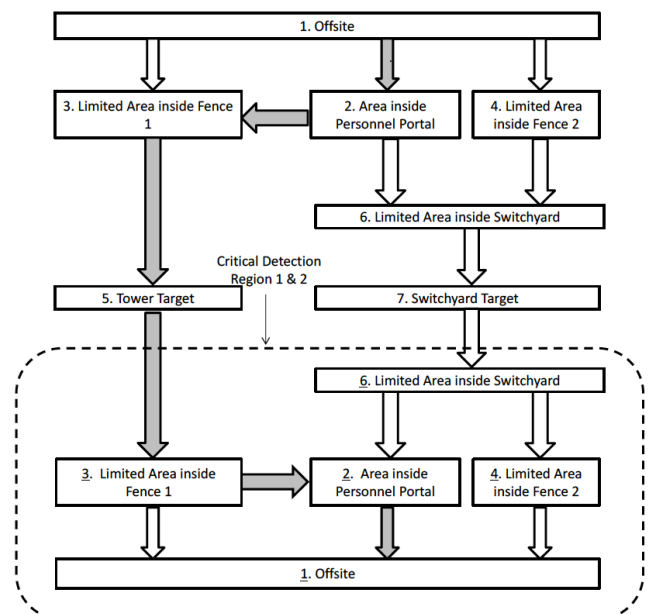 1. Offsite
3. Limited Area inside Fence
1
2. Area inside
Personnel Portal
4. Limited Area
inside Fence 2
6. Limited Area inside Switchyard
Critical Detection
Region 1 & 2
5. Tower Target
7. Switchyard Target
6. Limited Area inside Switchyard
3. Limited Area inside
Fence 1
2. Area inside
Personnel Portal
4. Limited Area
inside Fence 2
1. Offsite